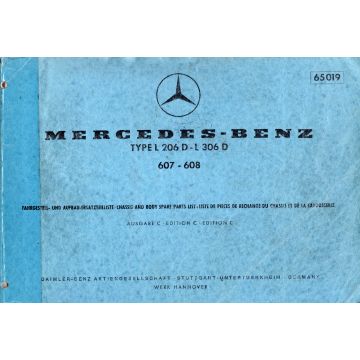 65019
MERCEDES-BENZ
TYPE L 206 D - L 306 D
607 - 608
FAHRGESTELL- UND AUFBAU-ERSATZTEILLISTE - CHASSIS AND BODY SPARE PARTS LIST - LISTE DE PIECES DE RECHANGE DU CHASSIS ET DE LA CARROSSERIE
AUSGABE C - EDITION C - EDITION C
DAIMLER-BENZ AKTIENGESELLSCHAFT - STUTTGART-UNTERTÜRKHEIM - GERMANY
WERK HANNOVER